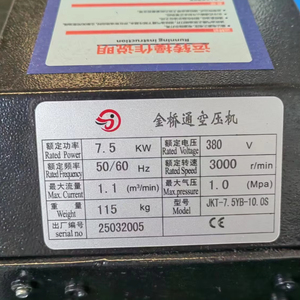 运转操作说明
Running Instruction
金桥通空压机
额定功率 Rated Power 7.5 KW 额定电压 Rated Voltage 380 V
额定频率 Rated Frequency 50/60 Hz 额定转速 Rated Speed 3000 r/min
最大流量 Max. Current 1.1 (m³/min) 最大气压 Max.pressure 1.0 (Mpa)
重量 Weight 115 kg 型号 Model JKT-7.5YB-10.0S
出厂编号 serial no 25032005 CE